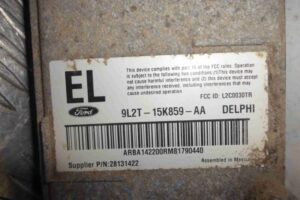 This device complies with part 15 of the FCC rules. Operation
is subject to the following two conditions (1) This device
may not cause harmful interference and (2) this device must accept
any interference received, including interference that may
cause undesired operation
FCC ID: L2C0030TR
EL
Ford
9L2T - 15K859 - AA DELPHI
ARBA142200RM81790440
Supplier P/N: 28131422
Assembled in Mexico